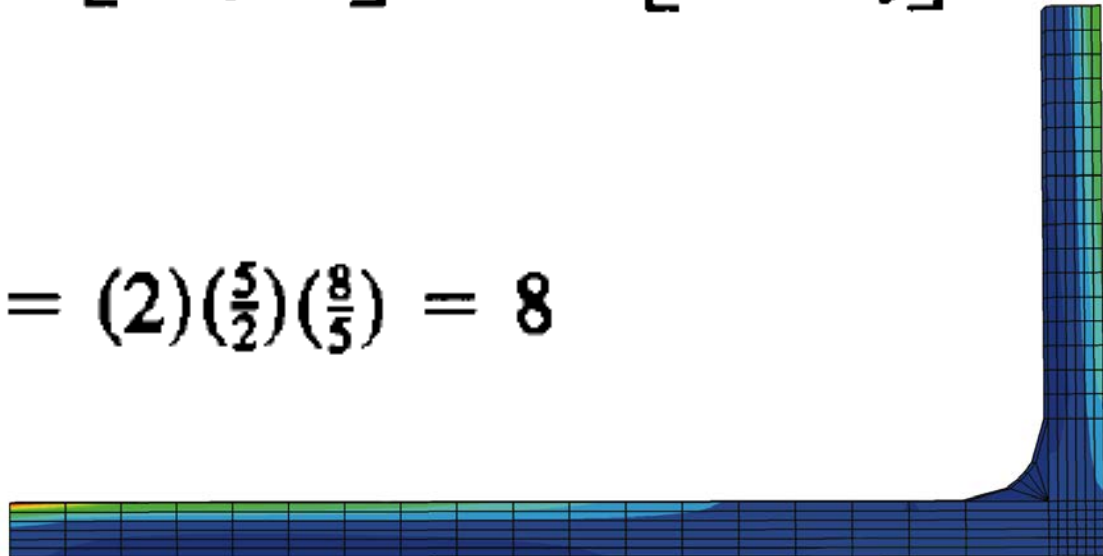 = (2)(5/2)(8/5) = 8